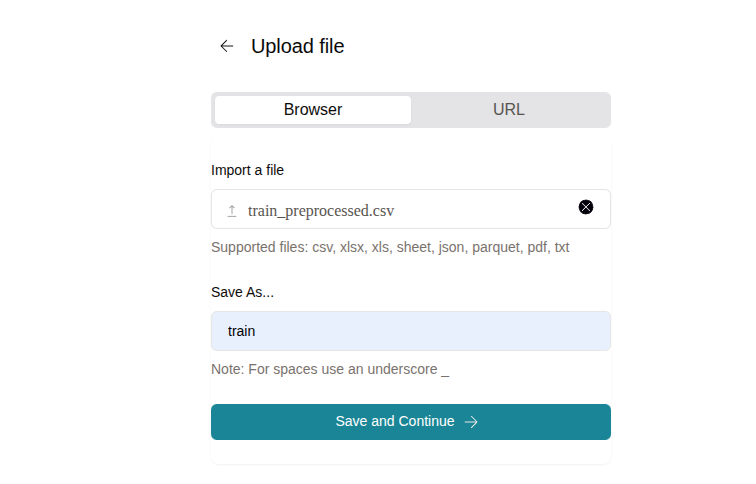 Upload file
Browser
URL
Import a file
train_preprocessed.csv
Supported files: csv, xlsx, xls, sheet, json, parquet, pdf, txt
Save As...
train
Note: For spaces use an underscore _
Save and Continue